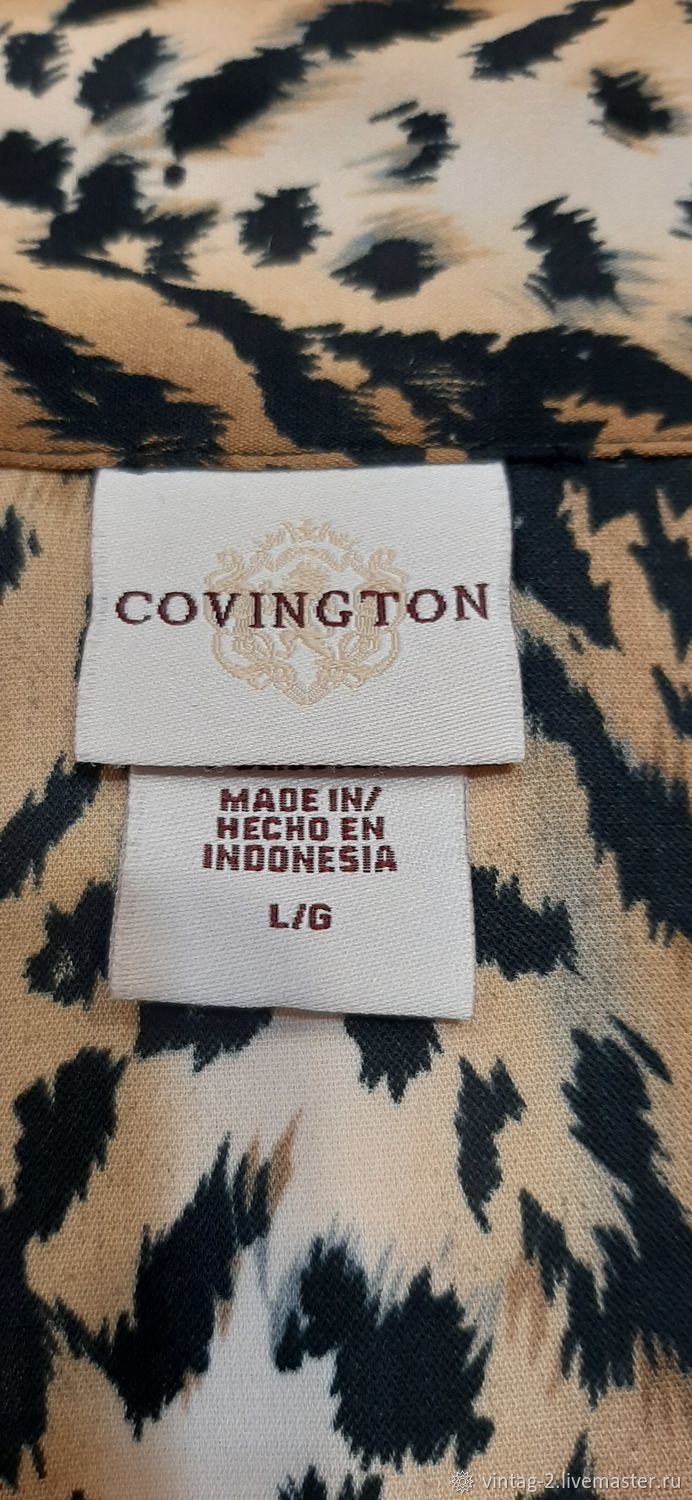 COVINGTON
MADE IN/
HECHO EN
INDONESIA
L/G
vintag-2.livemaster.ru